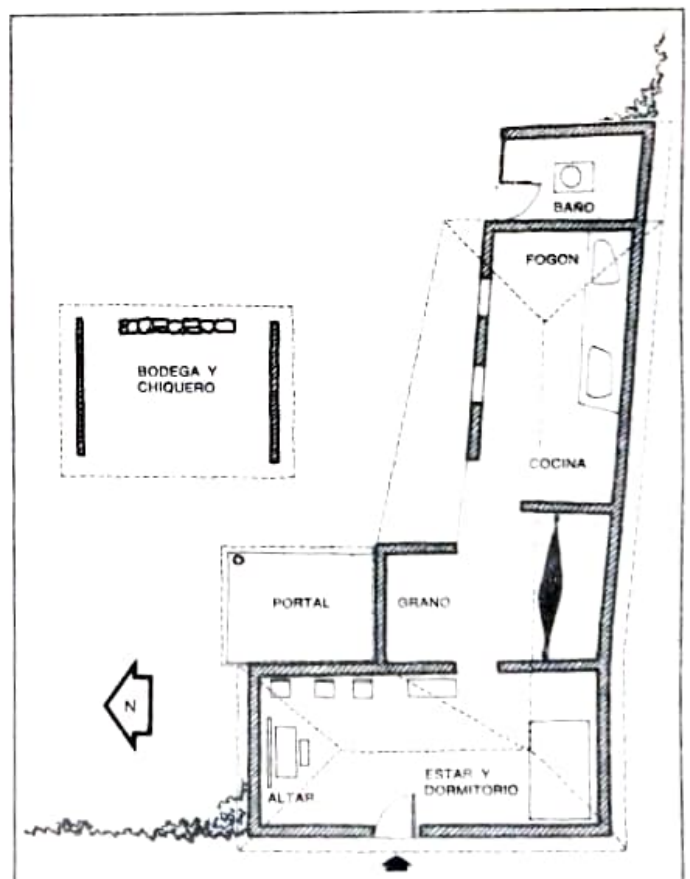 BAÑO
FOGON
BODEGA Y
CHIQUERO
COCINA
PORTAL
GRANO
N
ESTAR Y
DORMITORIO
ALTAR